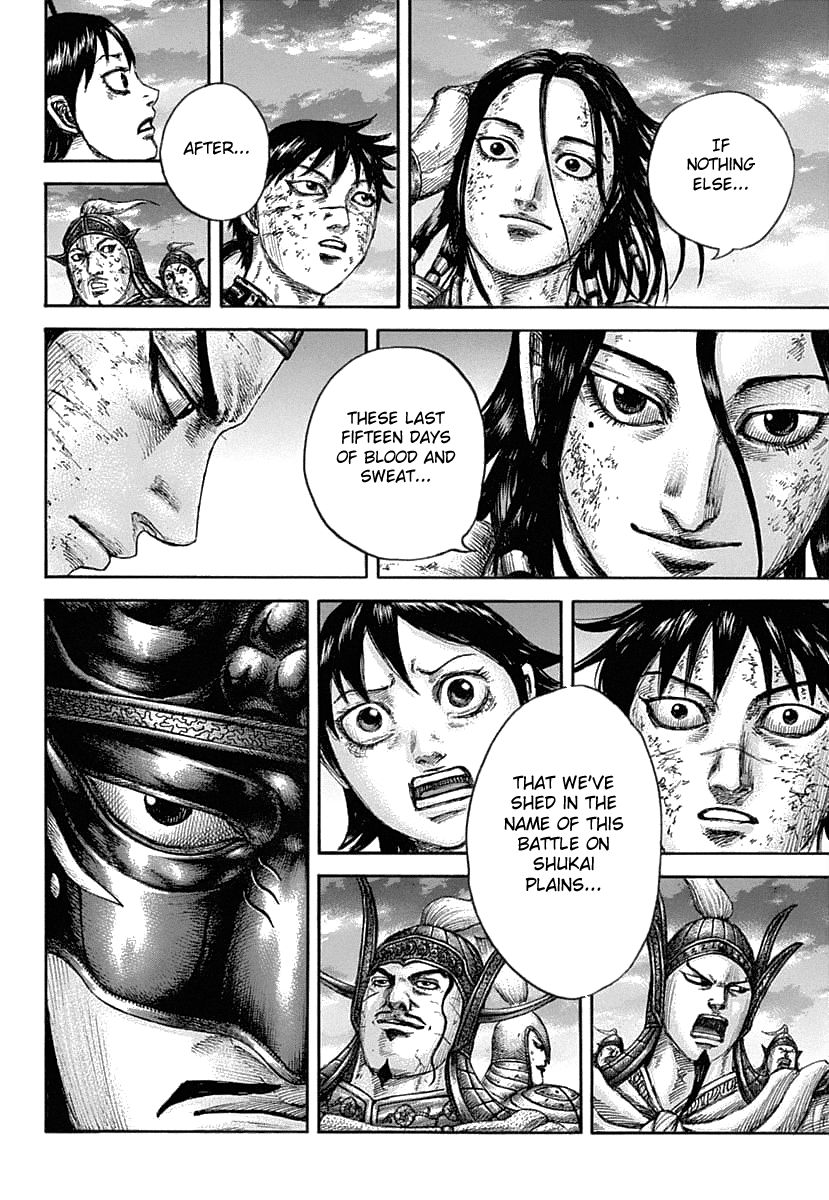 IF
NOTHING
ELSE...
AFTER...
THESE LAST
FIFTEEN DAYS
OF BLOOD AND
SWEAT...
THAT WE'VE
SHED IN THE
NAME OF THIS
BATTLE ON
SHUKAI
PLAINS...